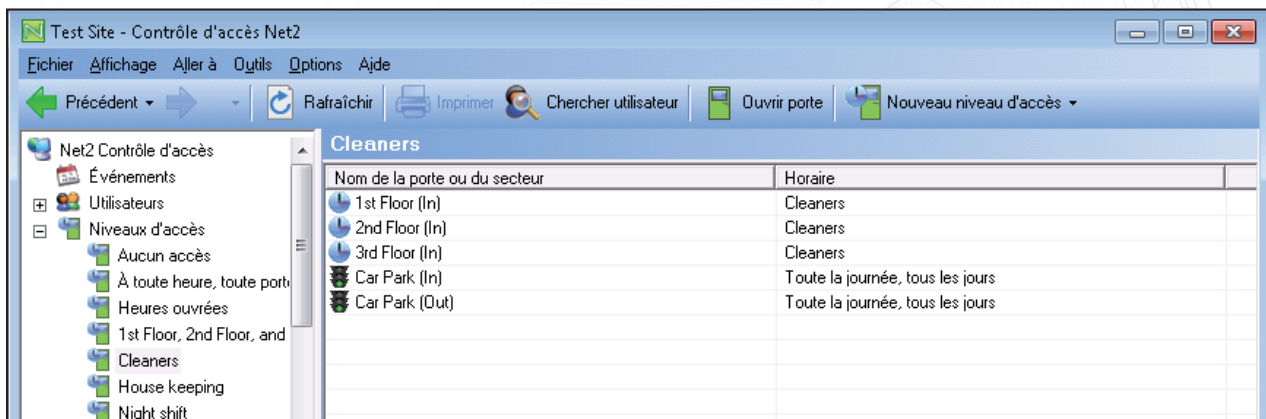 Test Site - Contrôle d'accès Net2
Fichier Affichage Aller à Outils Options Ajde
Précédent Rafraîchir Imprimer Chercher utilisateur Ouvrir porte Nouveau niveau d'accès
Net2 Contrôle d'accès
Événements
Utilisateurs
Niveaux d'accès
Aucun accès
À toute heure, toute port
Heures ouvrées
1st Floor, 2nd Floor, and
Cleaners
House keeping
Night shift
Cleaners
Nom de la porte ou du secteur Horaire
1st Floor (In) Cleaners
2nd Floor (In) Cleaners
3rd Floor (In) Cleaners
Car Park (In) Toute la journée, tous les jours
Car Park (Out) Toute la journée, tous les jours